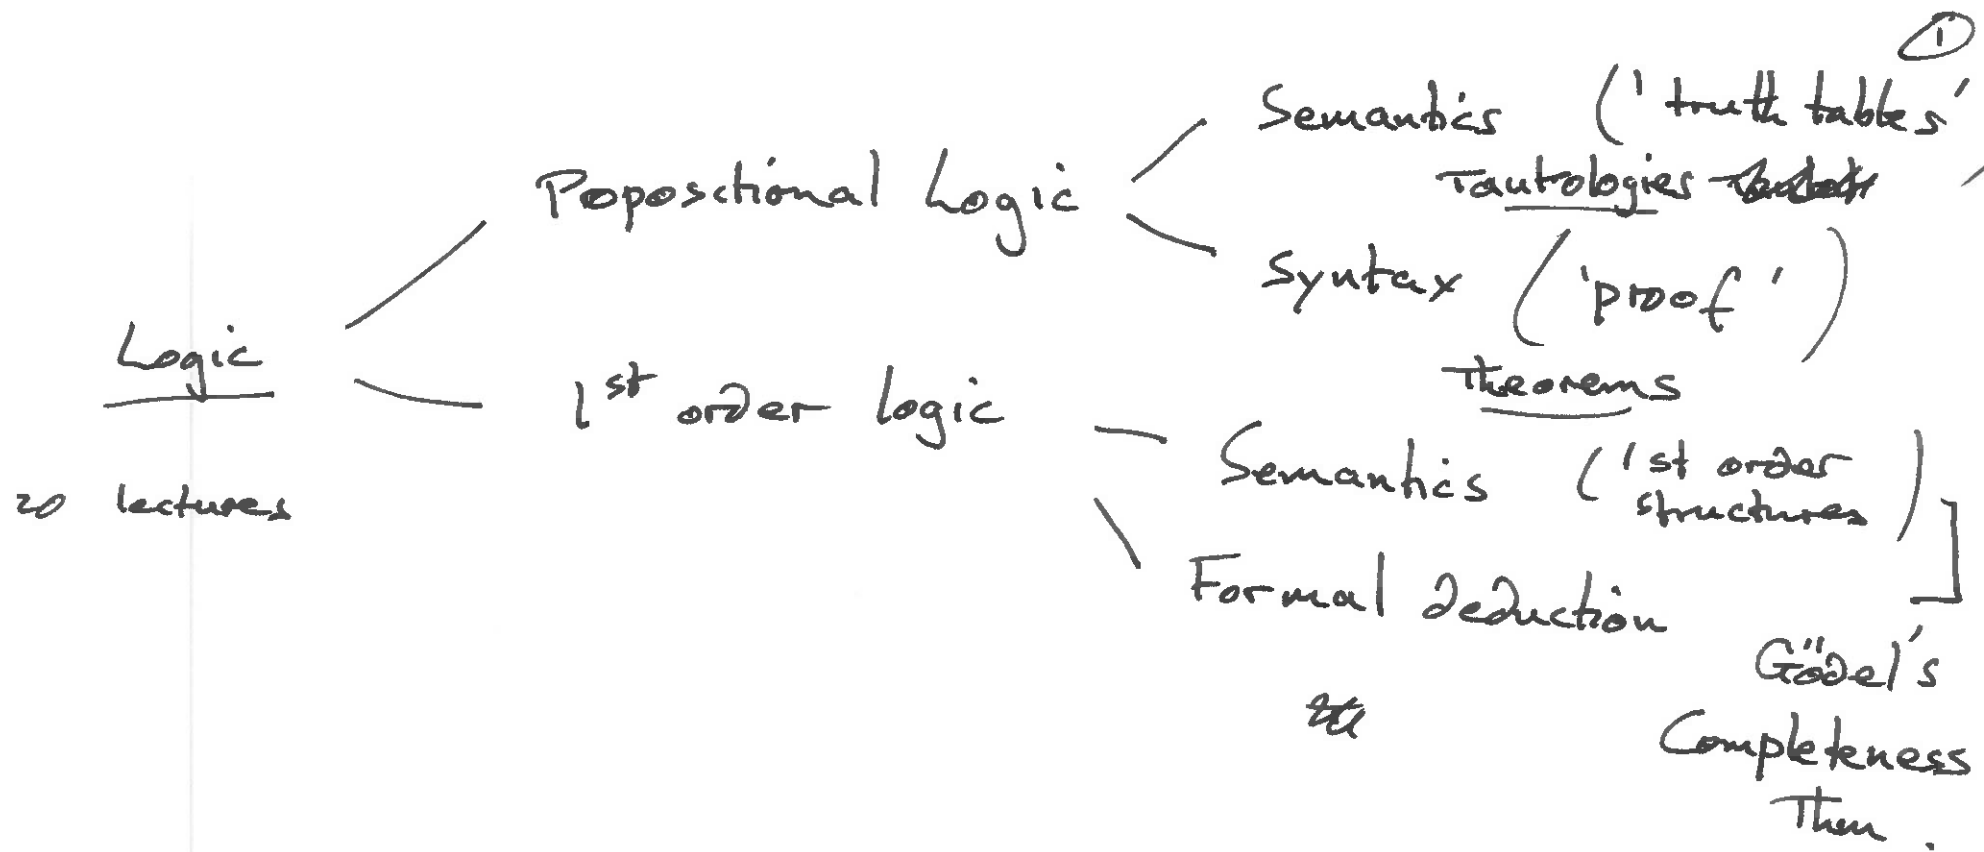 ①
Semantics ('truth tables'
Tautologies
Propositional Logic
Syntax ('proof')
Theorems
Logic
1st order logic
Semantics (1st order
structures)
20 lectures
Formal deduction
Gödel's
Completeness
Thm.